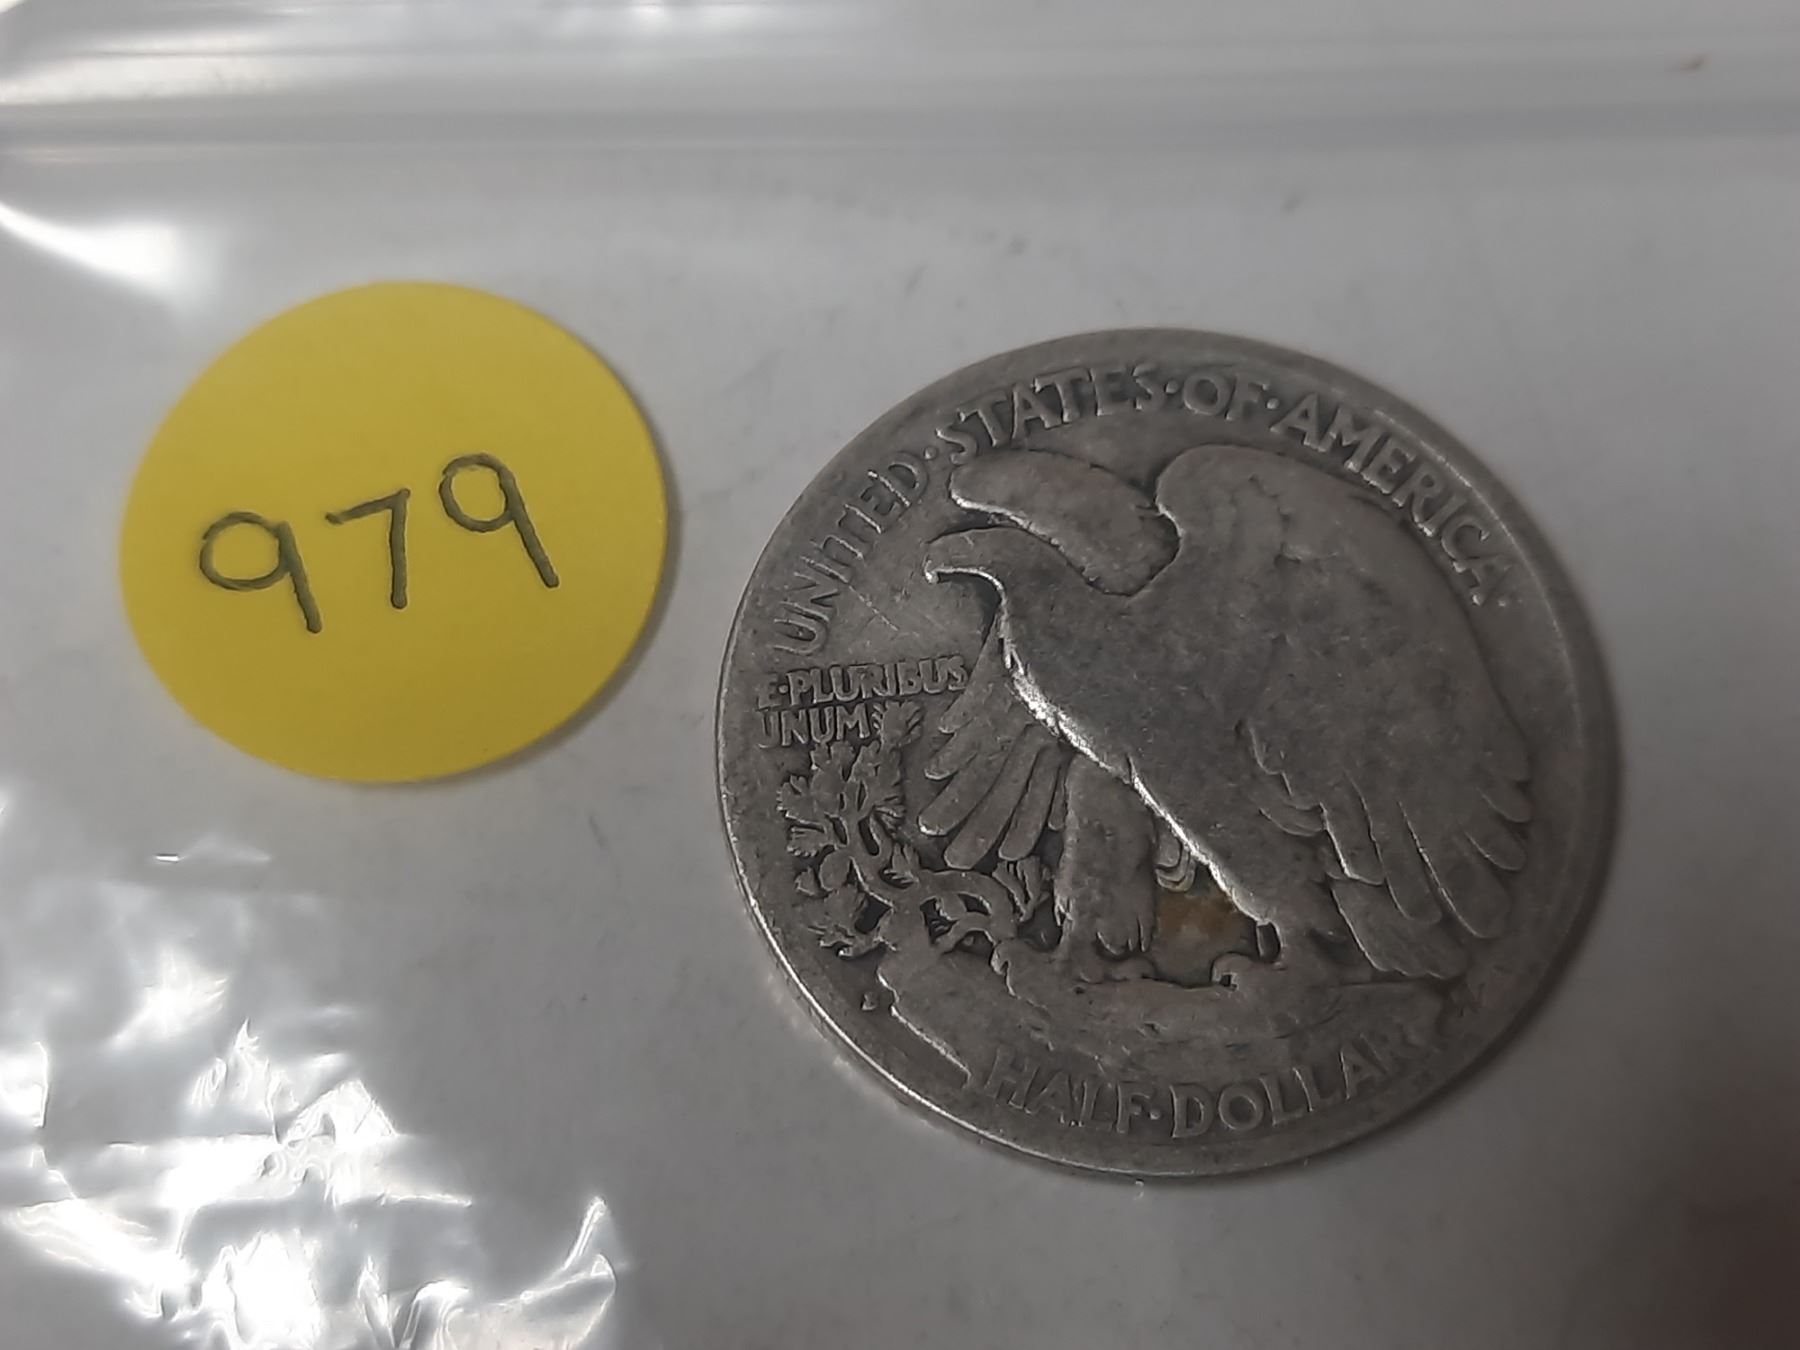 979
UNITED·STATES·OF·AMERICA
E·PLURIBUS
UNUM
S
HALF·DOLLAR